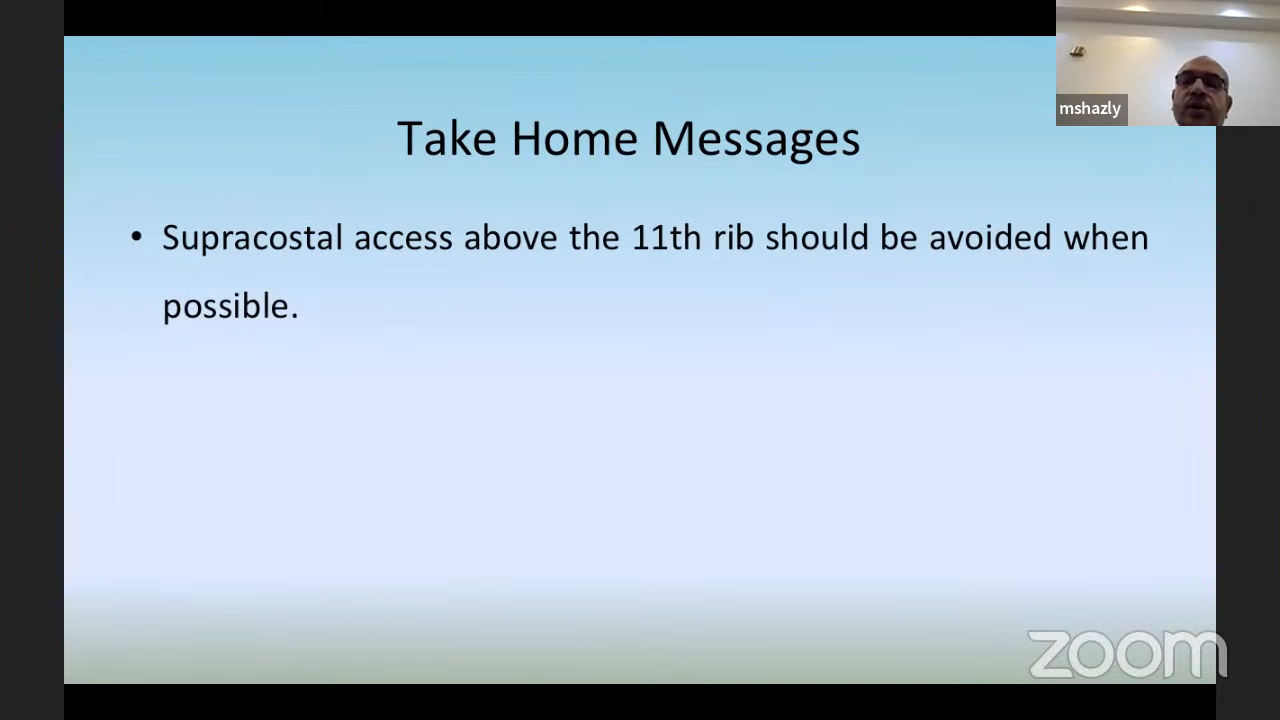 mshazly
Take Home Messages
• Supracostal access above the 11th rib should be avoided when
possible.
zoom